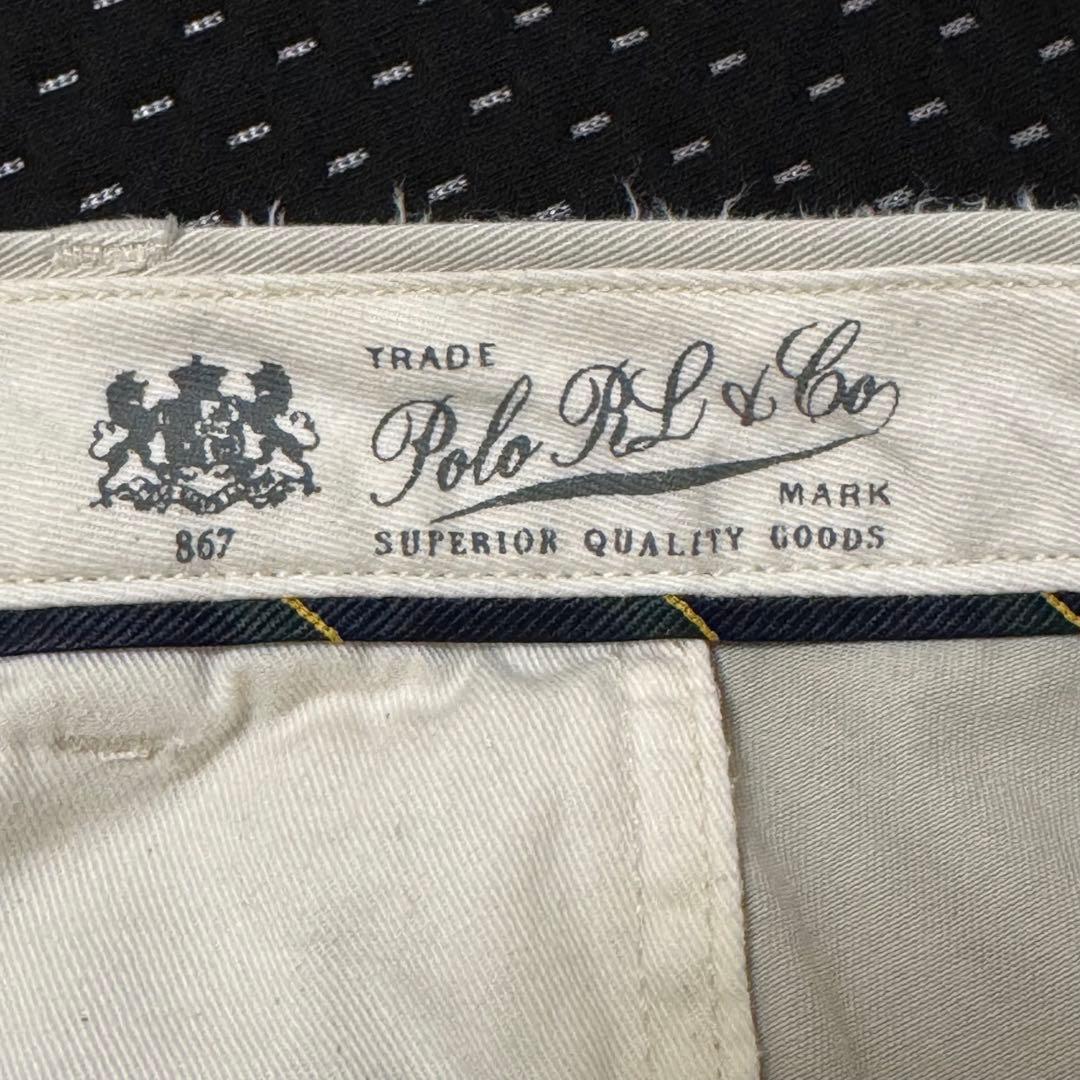 TRADE
Polo RL & Co
MARK
867
SUPERIOR QUALITY GOODS